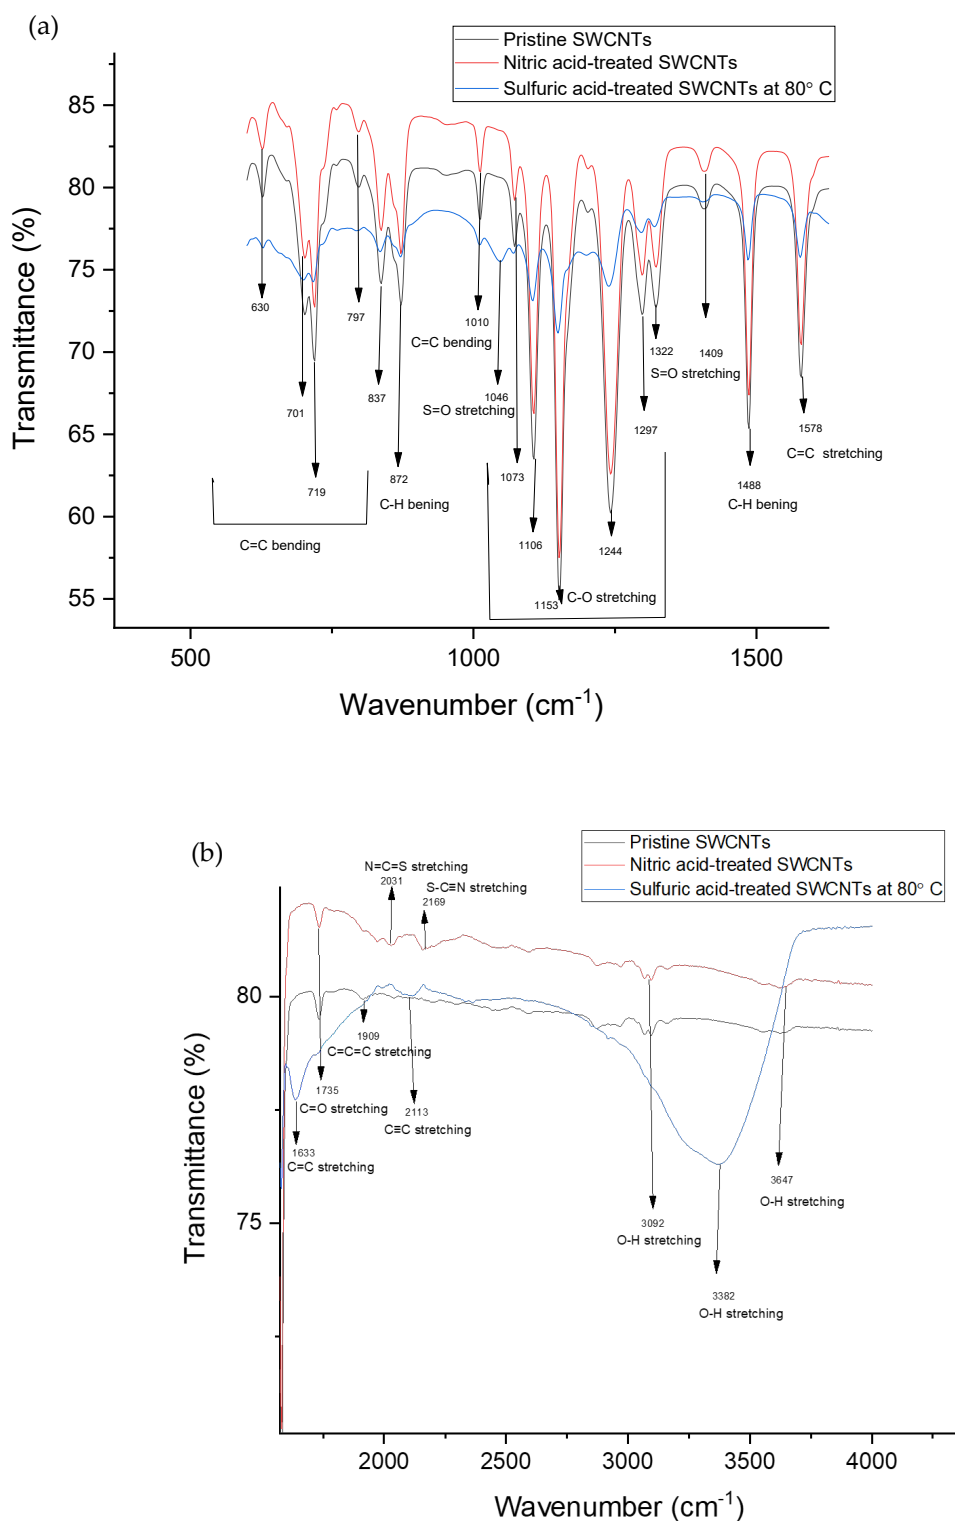 (a)
Pristine SWCNTs
Nitric acid-treated SWCNTs
Sulfuric acid-treated SWCNTs at 80° C
85
80
75
70
65
60
55
Transmittance (%)
630
797
1010
C=C bending
1322
1409
S=O stretching
701
837
1046
S=O stretching
1297
1578
C=C stretching
719
872
C-H bening
1073
1488
C-H bening
C=C bending
1106
1244
1153
C-O stretching
500
1000
1500
Wavenumber (cm-1)
(b)
Pristine SWCNTs
Nitric acid-treated SWCNTs
Sulfuric acid-treated SWCNTs at 80° C
N=C=S stretching
2031
S-C≡N stretching
2169
80
75
Transmittance (%)
1909
C=C=C stretching
1735
C=O stretching
2113
C≡C stretching
1633
C=C stretching
3092
O-H stretching
3647
O-H stretching
3382
O-H stretching
2000
2500
3000
3500
4000
Wavenumber (cm-1)